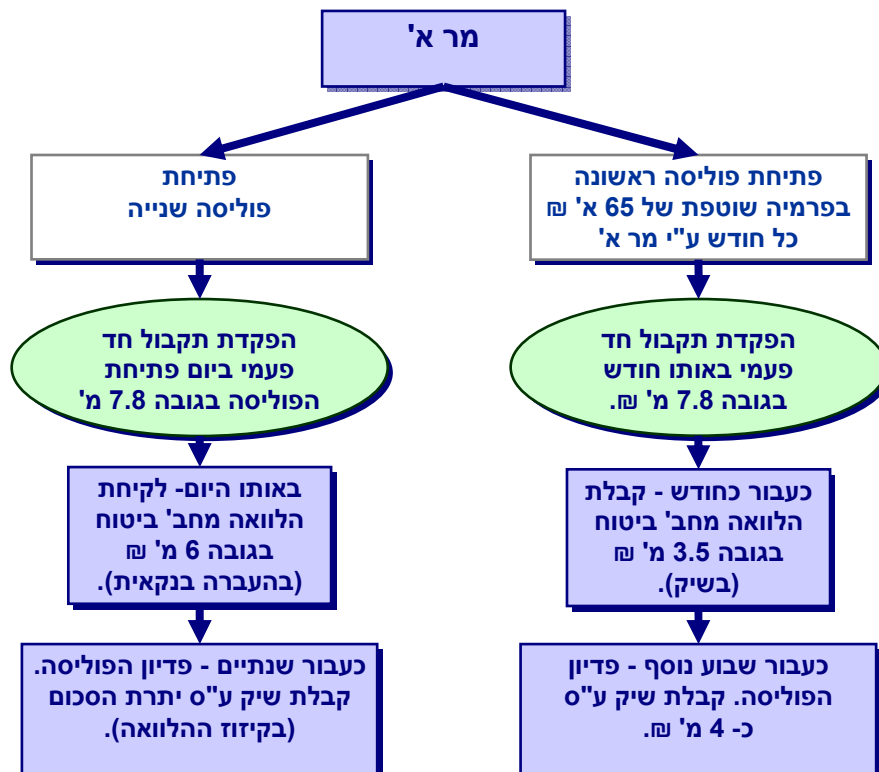 מר א'
פתיחת פוליסה ראשונה
בפרמיה שוטפת של 65 א' ₪
כל חודש ע"י מר א'
הפקדת תקבול חד
פעמי באותו חודש
בגובה 7.8 מ' ₪.
כעבור כחודש - קבלת
הלוואה מחב' ביטוח
בגובה 3.5 מ' ₪
(בשיק).
כעבור שבוע נוסף - פדיון
הפוליסה. קבלת שיק ע"ס
כ- 4 מ' ₪.
פתיחת
פוליסה שנייה
הפקדת תקבול חד
פעמי ביום פתיחת
הפוליסה בגובה 7.8 מ'
באותו היום- לקיחת
הלוואה מחב' ביטוח
בגובה 6 מ' ₪
(בהעברה בנקאית).
כעבור שנתיים - פדיון הפוליסה.
קבלת שיק ע"ס יתרת הסכום
(בקיזוז ההלוואה).